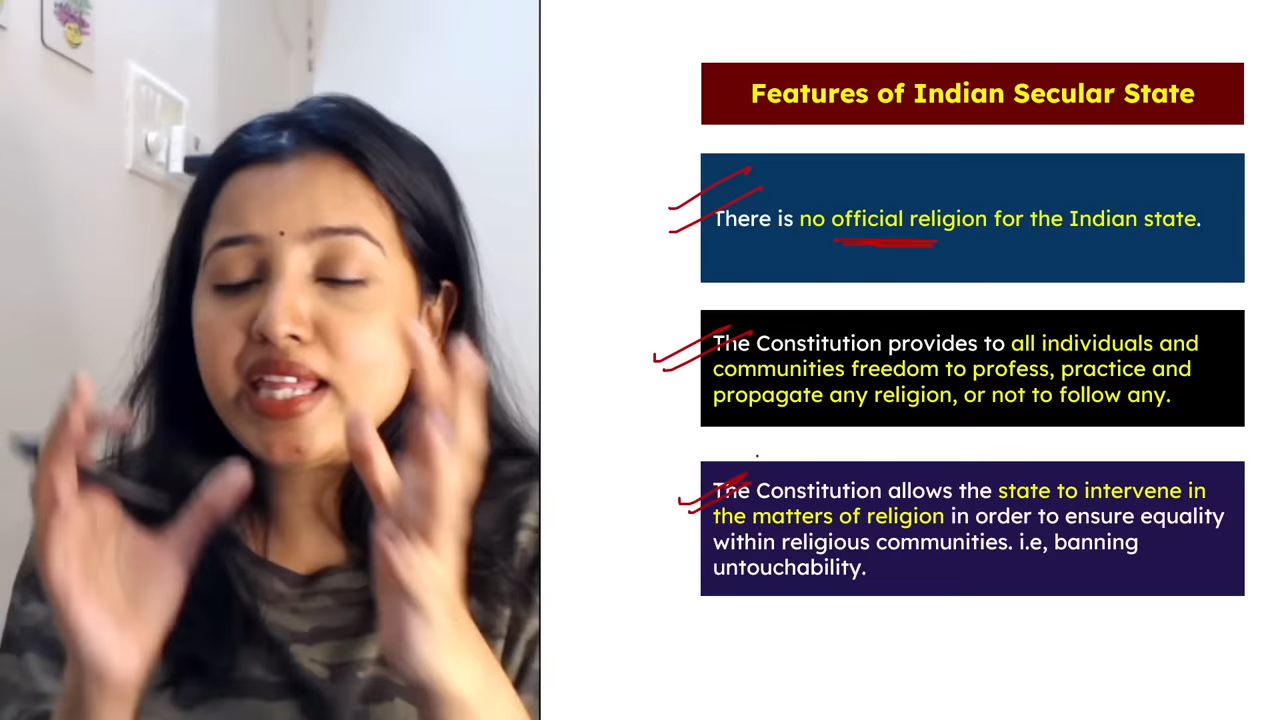 Features of Indian Secular State
There is no official religion for the Indian state.
The Constitution provides to all individuals and
communities freedom to profess, practice and
propagate any religion, or not to follow any.
The Constitution allows the state to intervene in
the matters of religion in order to ensure equality
within religious communities. i.e, banning
untouchability.